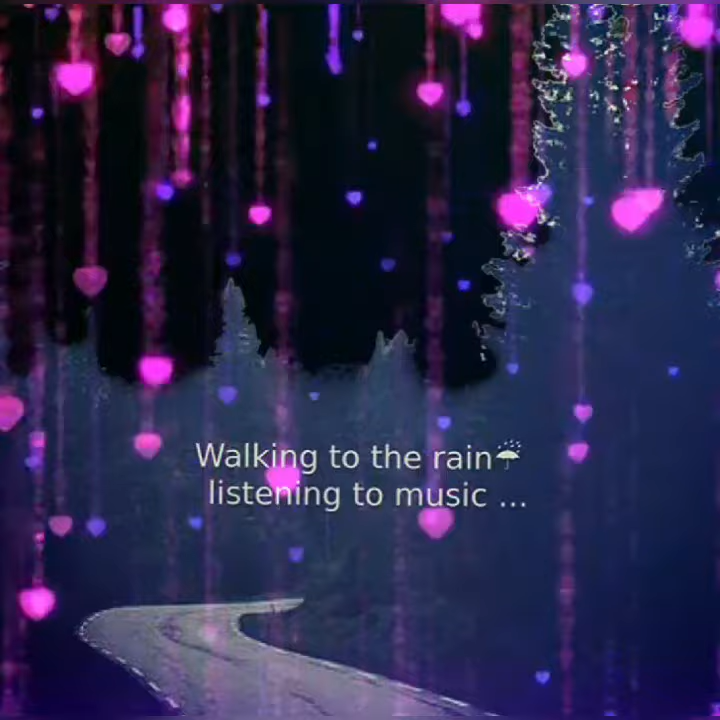 Walking to the rain☔
listening to music ...